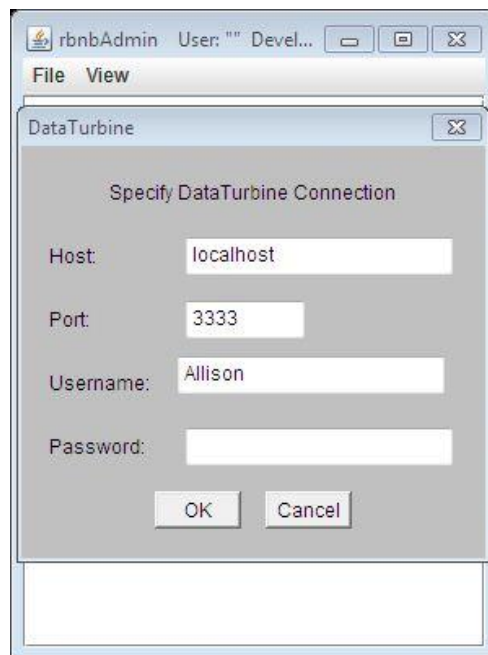 rbnbAdmin User: "" Devel...
File View
DataTurbine
Specify DataTurbine Connection
Host: localhost
Port: 3333
Username: Allison
Password:
OK Cancel